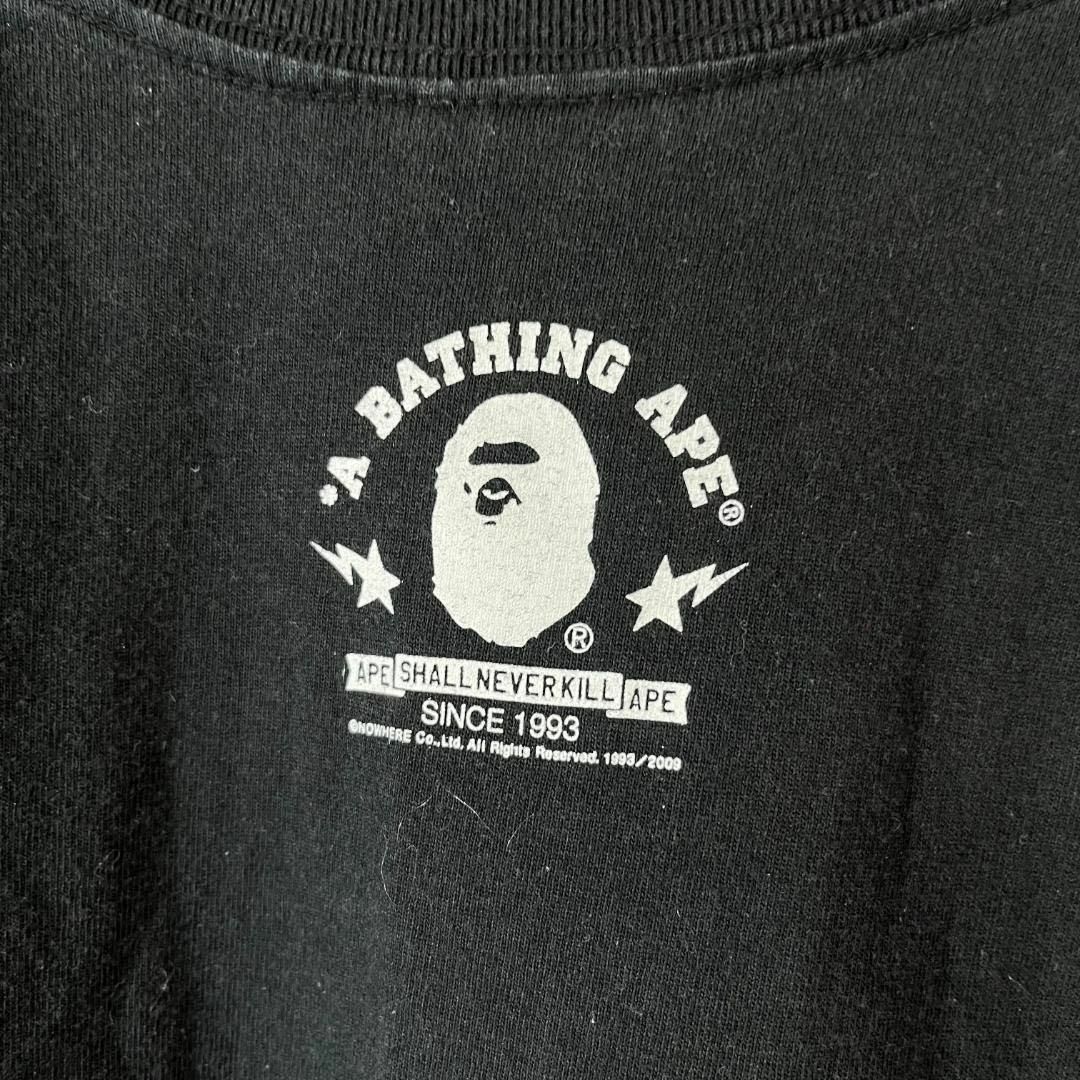 *A BATHING APE®
®
APE SHALL NEVER KILL APE
SINCE 1993
©NOWHERE Co.,Ltd. All Rights Reserved. 1993/2009